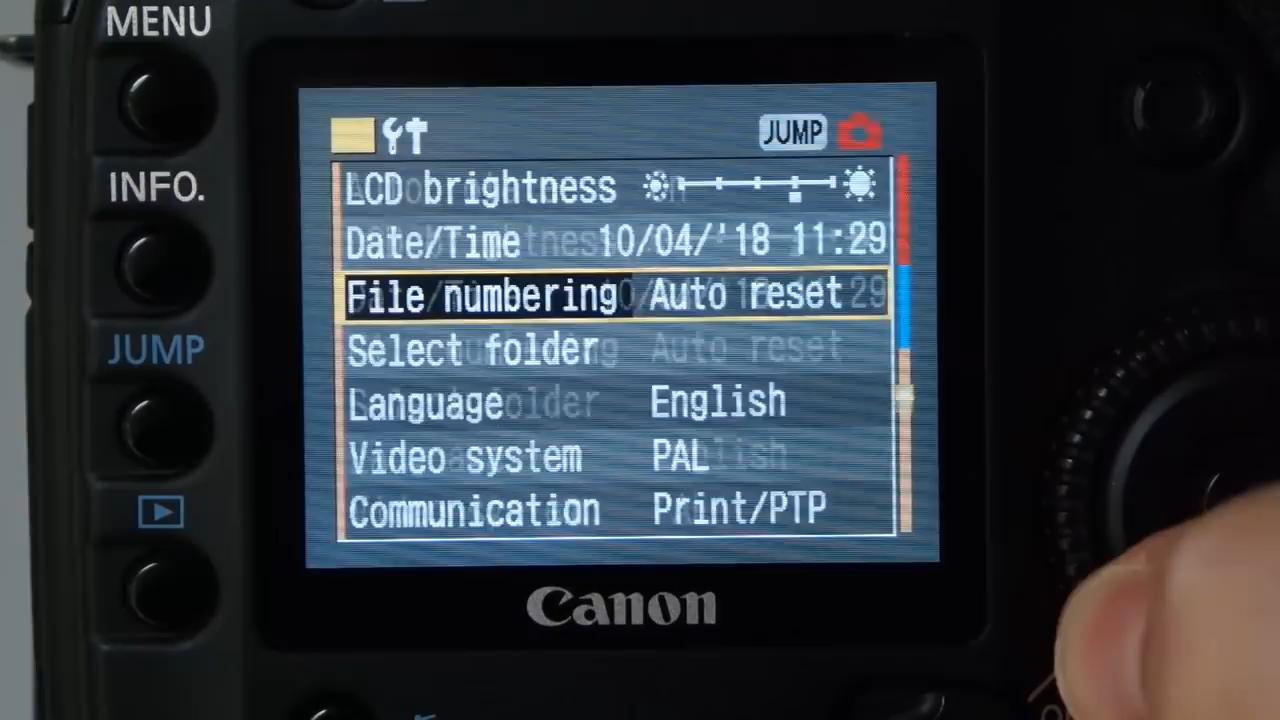 MENU
INFO.
JUMP
JUMP
LCD brightness
Date/Time 10/04/'18 11:29
File numbering Auto reset
Select folder
Language English
Video system PAL
Communication Print/PTP
Canon